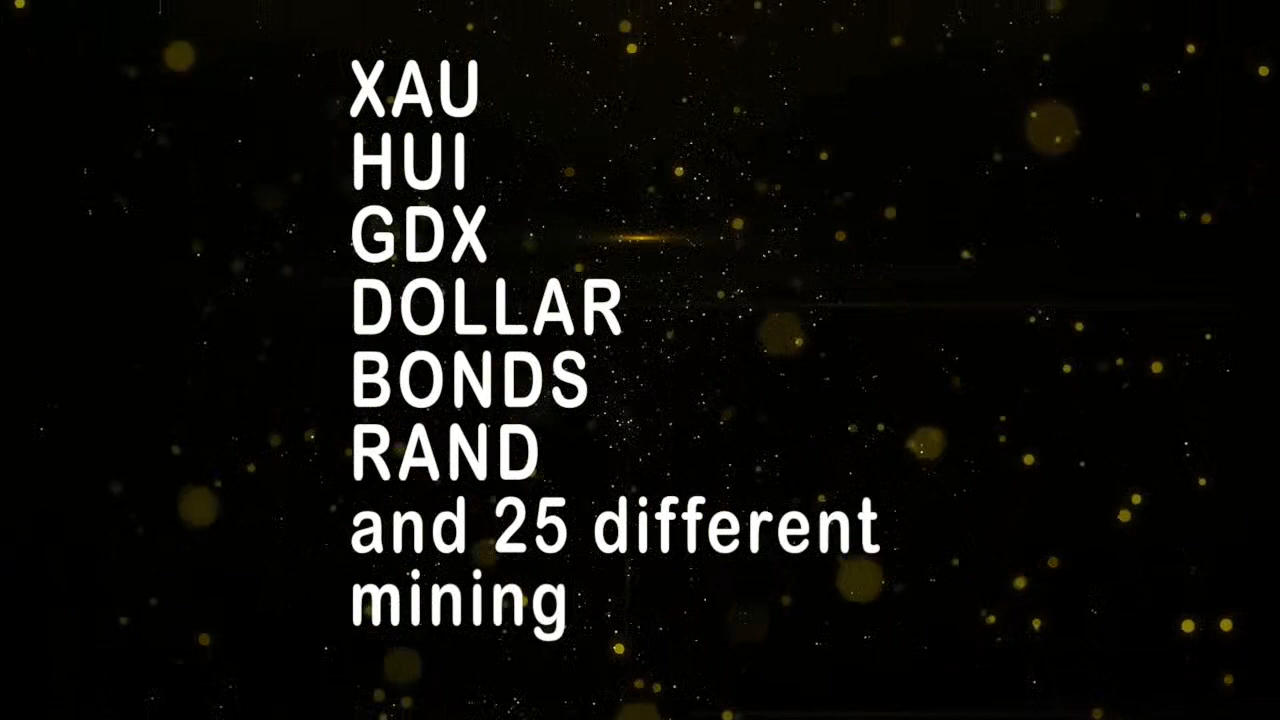 XAU
HUI
GDX
DOLLAR
BONDS
RAND
and 25 different
mining